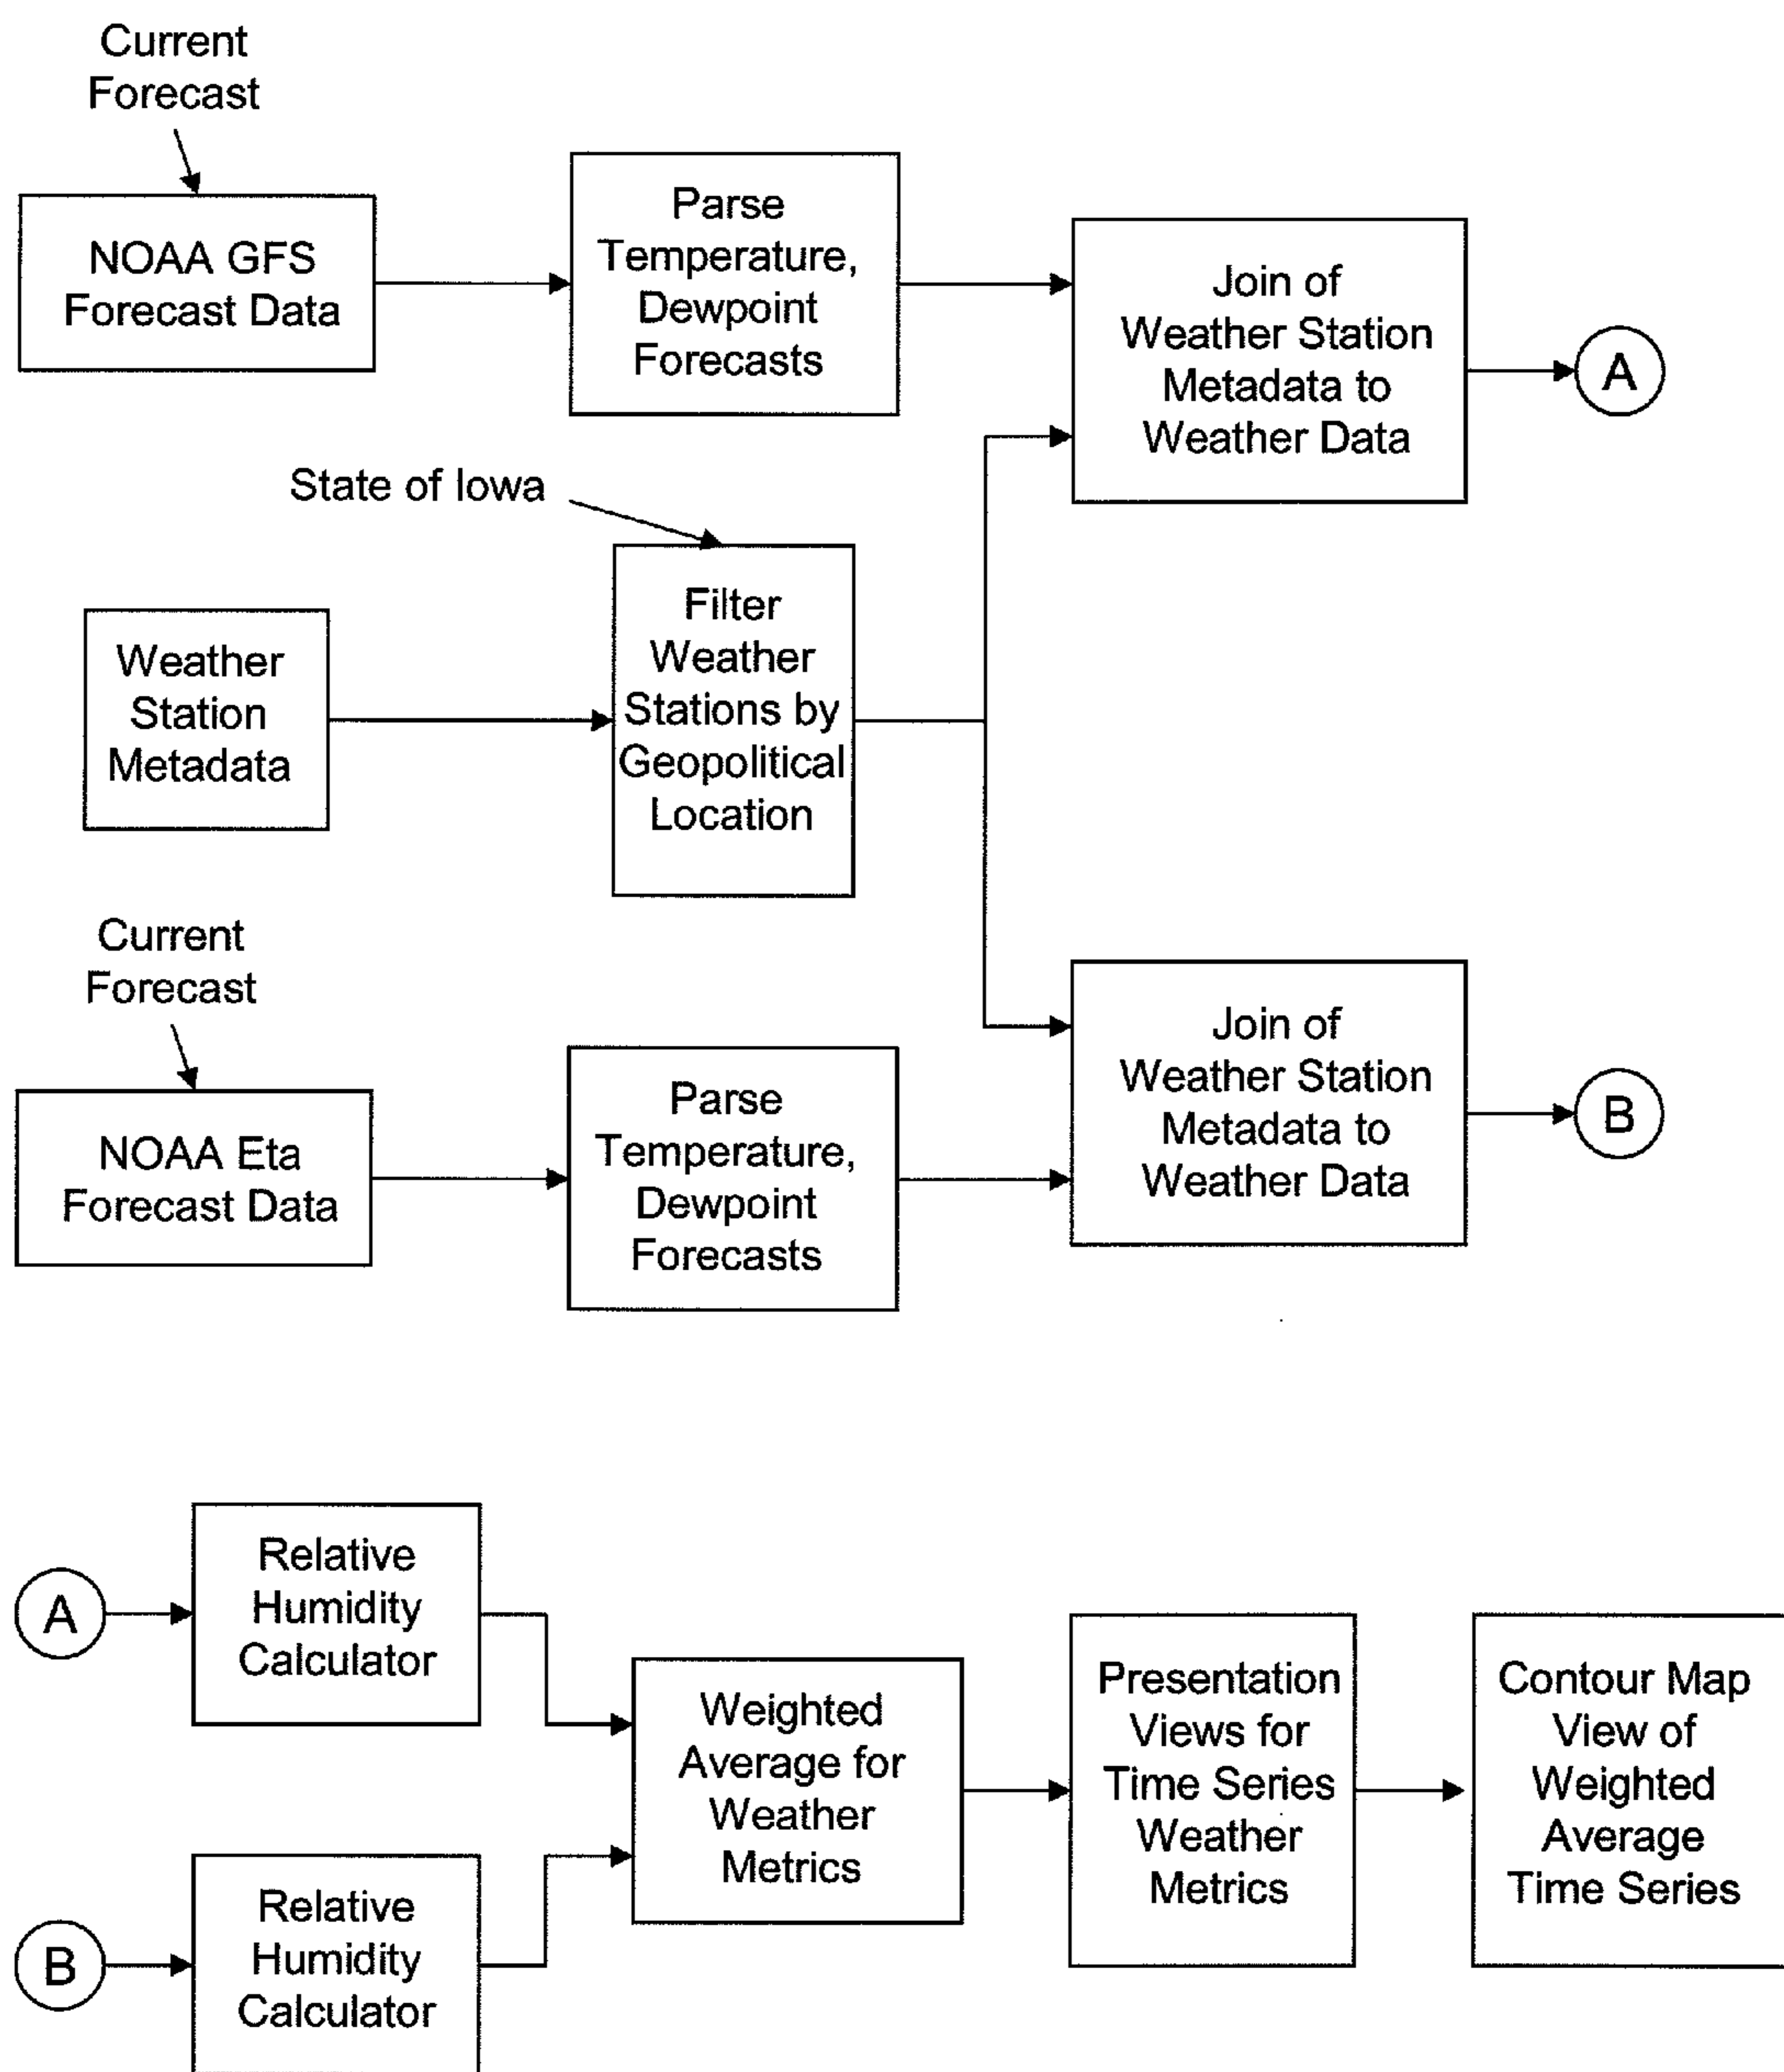 Current
Forecast
NOAA GFS
Forecast Data
Parse
Temperature,
Dewpoint
Forecasts
Join of
Weather Station
Metadata to
Weather Data
A
State of Iowa
Weather
Station
Metadata
Filter
Weather
Stations by
Geopolitical
Location
Current
Forecast
NOAA Eta
Forecast Data
Parse
Temperature,
Dewpoint
Forecasts
Join of
Weather Station
Metadata to
Weather Data
B
A
Relative
Humidity
Calculator
B
Relative
Humidity
Calculator
Weighted
Average for
Weather
Metrics
Presentation
Views for
Time Series
Weather
Metrics
Contour Map
View of
Weighted
Average
Time Series